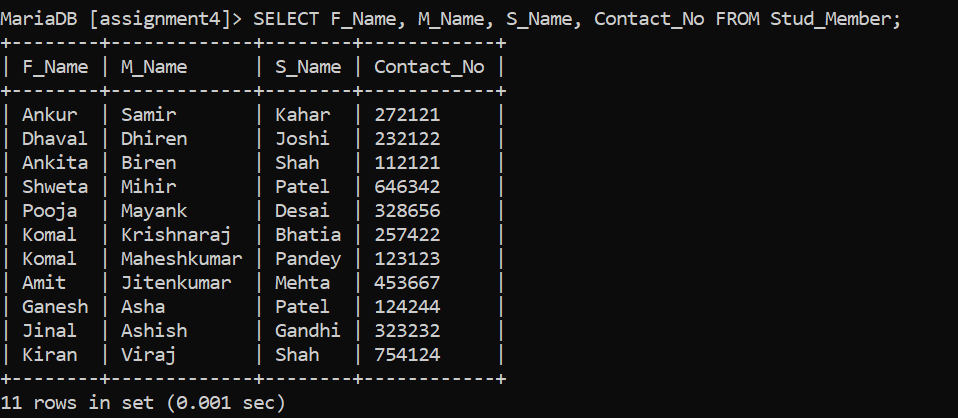 MariaDB [assignment4]> SELECT F_Name, M_Name, S_Name, Contact_No FROM Stud_Member;
+--------+-------------+--------+------------+
| F_Name | M_Name      | S_Name | Contact_No |
+--------+-------------+--------+------------+
| Ankur  | Samir       | Kahar  | 272121     |
| Dhaval | Dhiren      | Joshi  | 232122     |
| Ankita | Biren       | Shah   | 112121     |
| Shweta | Mihir       | Patel  | 646342     |
| Pooja  | Mayank      | Desai  | 328656     |
| Komal  | Krishnaraj  | Bhatia | 257422     |
| Komal  | Maheshkumar | Pandey | 123123     |
| Amit   | Jitenkumar  | Mehta  | 453667     |
| Ganesh | Asha        | Patel  | 124244     |
| Jinal  | Ashish      | Gandhi | 323232     |
| Kiran  | Viraj       | Shah   | 754124     |
+--------+-------------+--------+------------+
11 rows in set (0.001 sec)